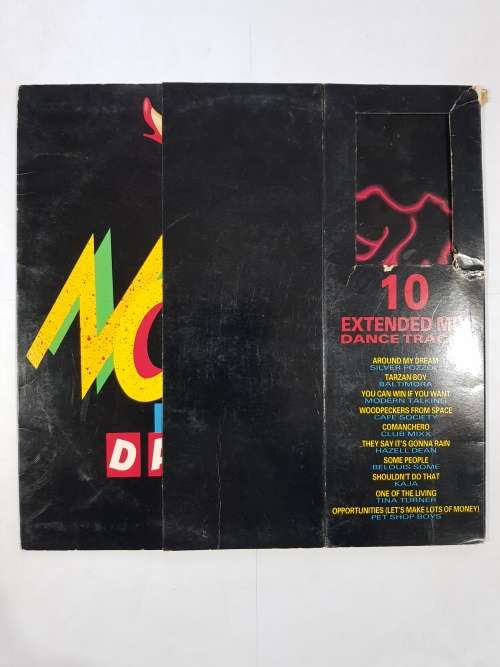 10
EXTENDED M
DANCE TRAC
AROUND MY DREAM
SILVER POZZOLI
TARZAN BOY
BALTIMORA
YOU CAN WIN IF YOU WANT
MODERN TALKING
WOODPECKERS FROM SPACE
CAFE SOCIETY
COMANCHERO
CLUB MIXX
THEY SAY IT'S GONNA RAIN
HAZELL DEAN
SOME PEOPLE
BELOUIS SOME
SHOULDN'T DO THAT
KAJA
ONE OF THE LIVING
TINA TURNER
OPPORTUNITIES (LET'S MAKE LOTS OF MONEY)
PET SHOP BOYS